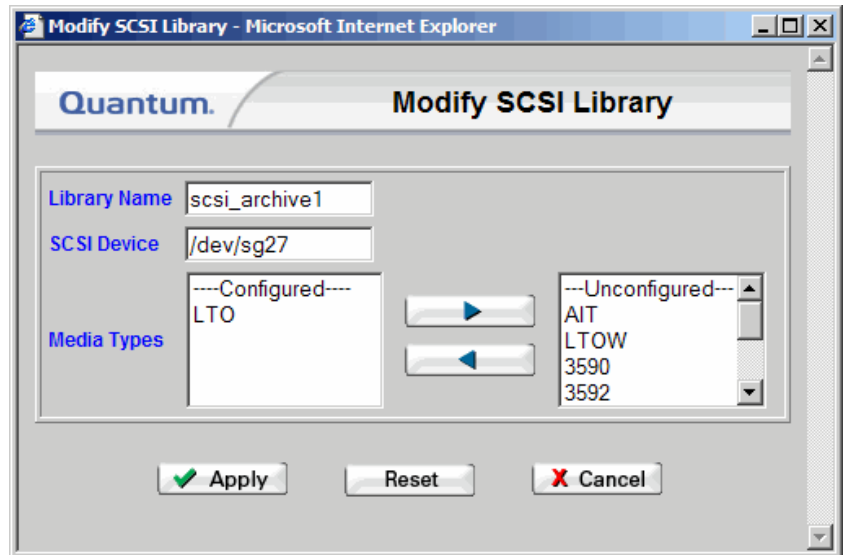 Modify SCSI Library - Microsoft Internet Explorer
Quantum.
Modify SCSI Library
Library Name scsi_archive1
SCSI Device /dev/sg27
Media Types
----Configured----
LTO
---Unconfigured---
AIT
LTOW
3590
3592
Apply Reset X Cancel